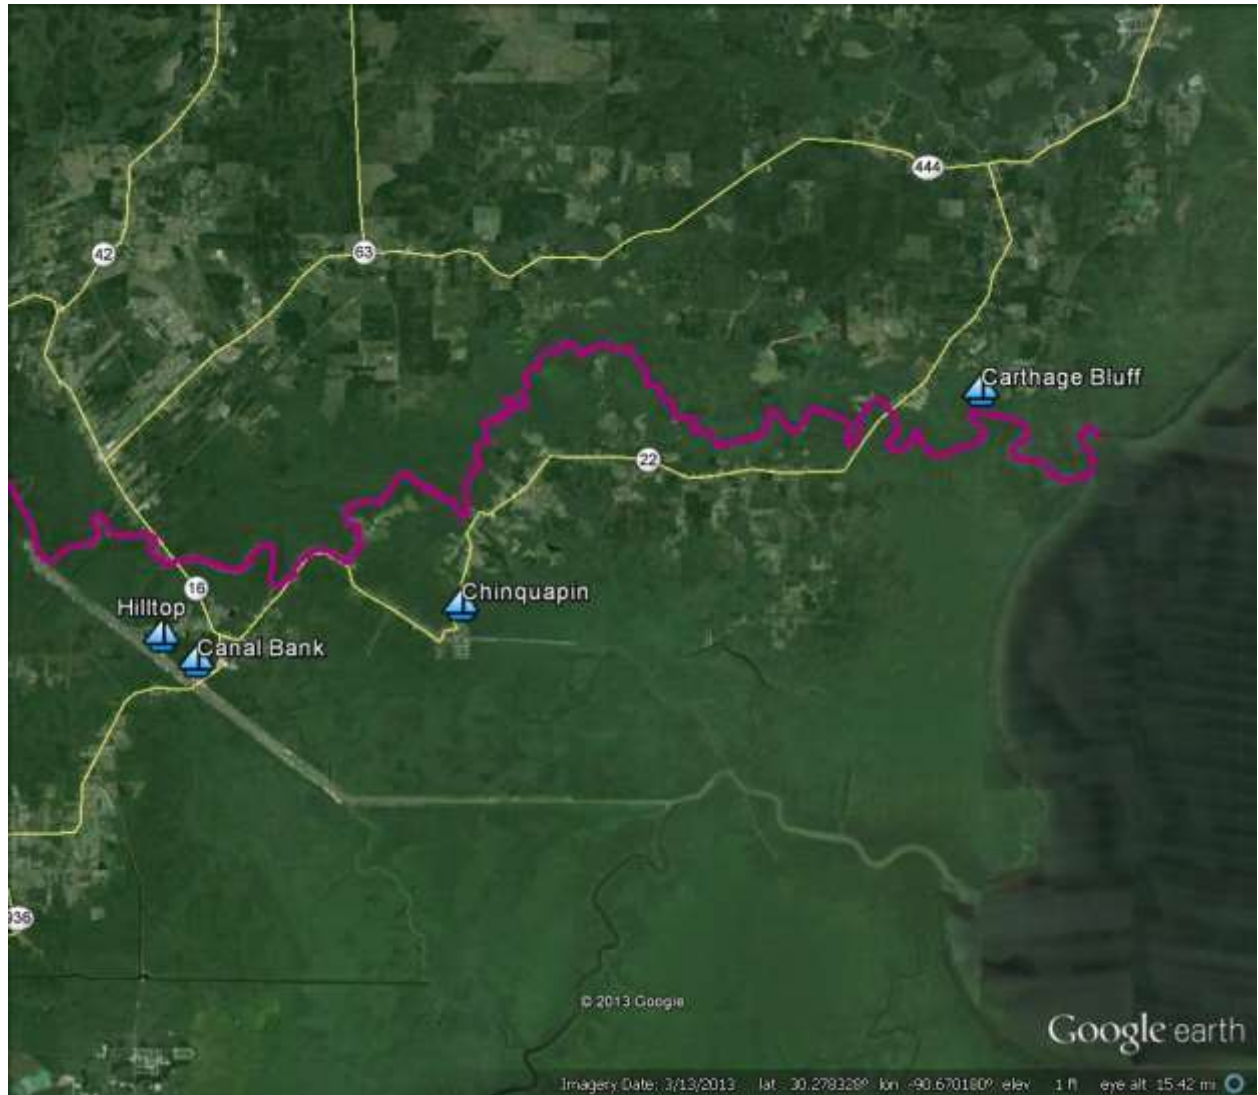 444
42
63
Carthage Bluff
22
16
Chinquapin
Hilltop
Canal Bank
936
© 2013 Google
Google earth
Imagery Date: 3/13/2013 lat 30.278328° lon -90.670180° elev 1 ft eye alt 15.42 mi